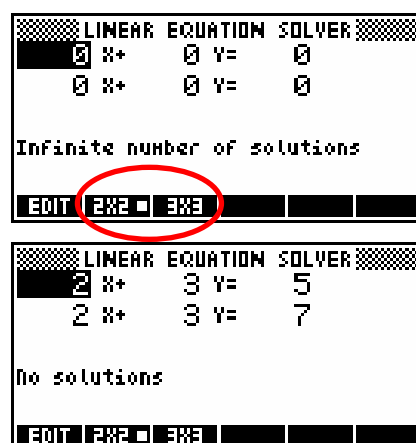 LINEAR EQUATION SOLVER
0 X+ 0 Y= 0
0 X+ 0 Y= 0
Infinite number of solutions
EDIT 2X2 ■ 3X3
LINEAR EQUATION SOLVER
2 X+ 3 Y= 5
2 X+ 3 Y= 7
No solutions
EDIT 2X2 ■ 3X3